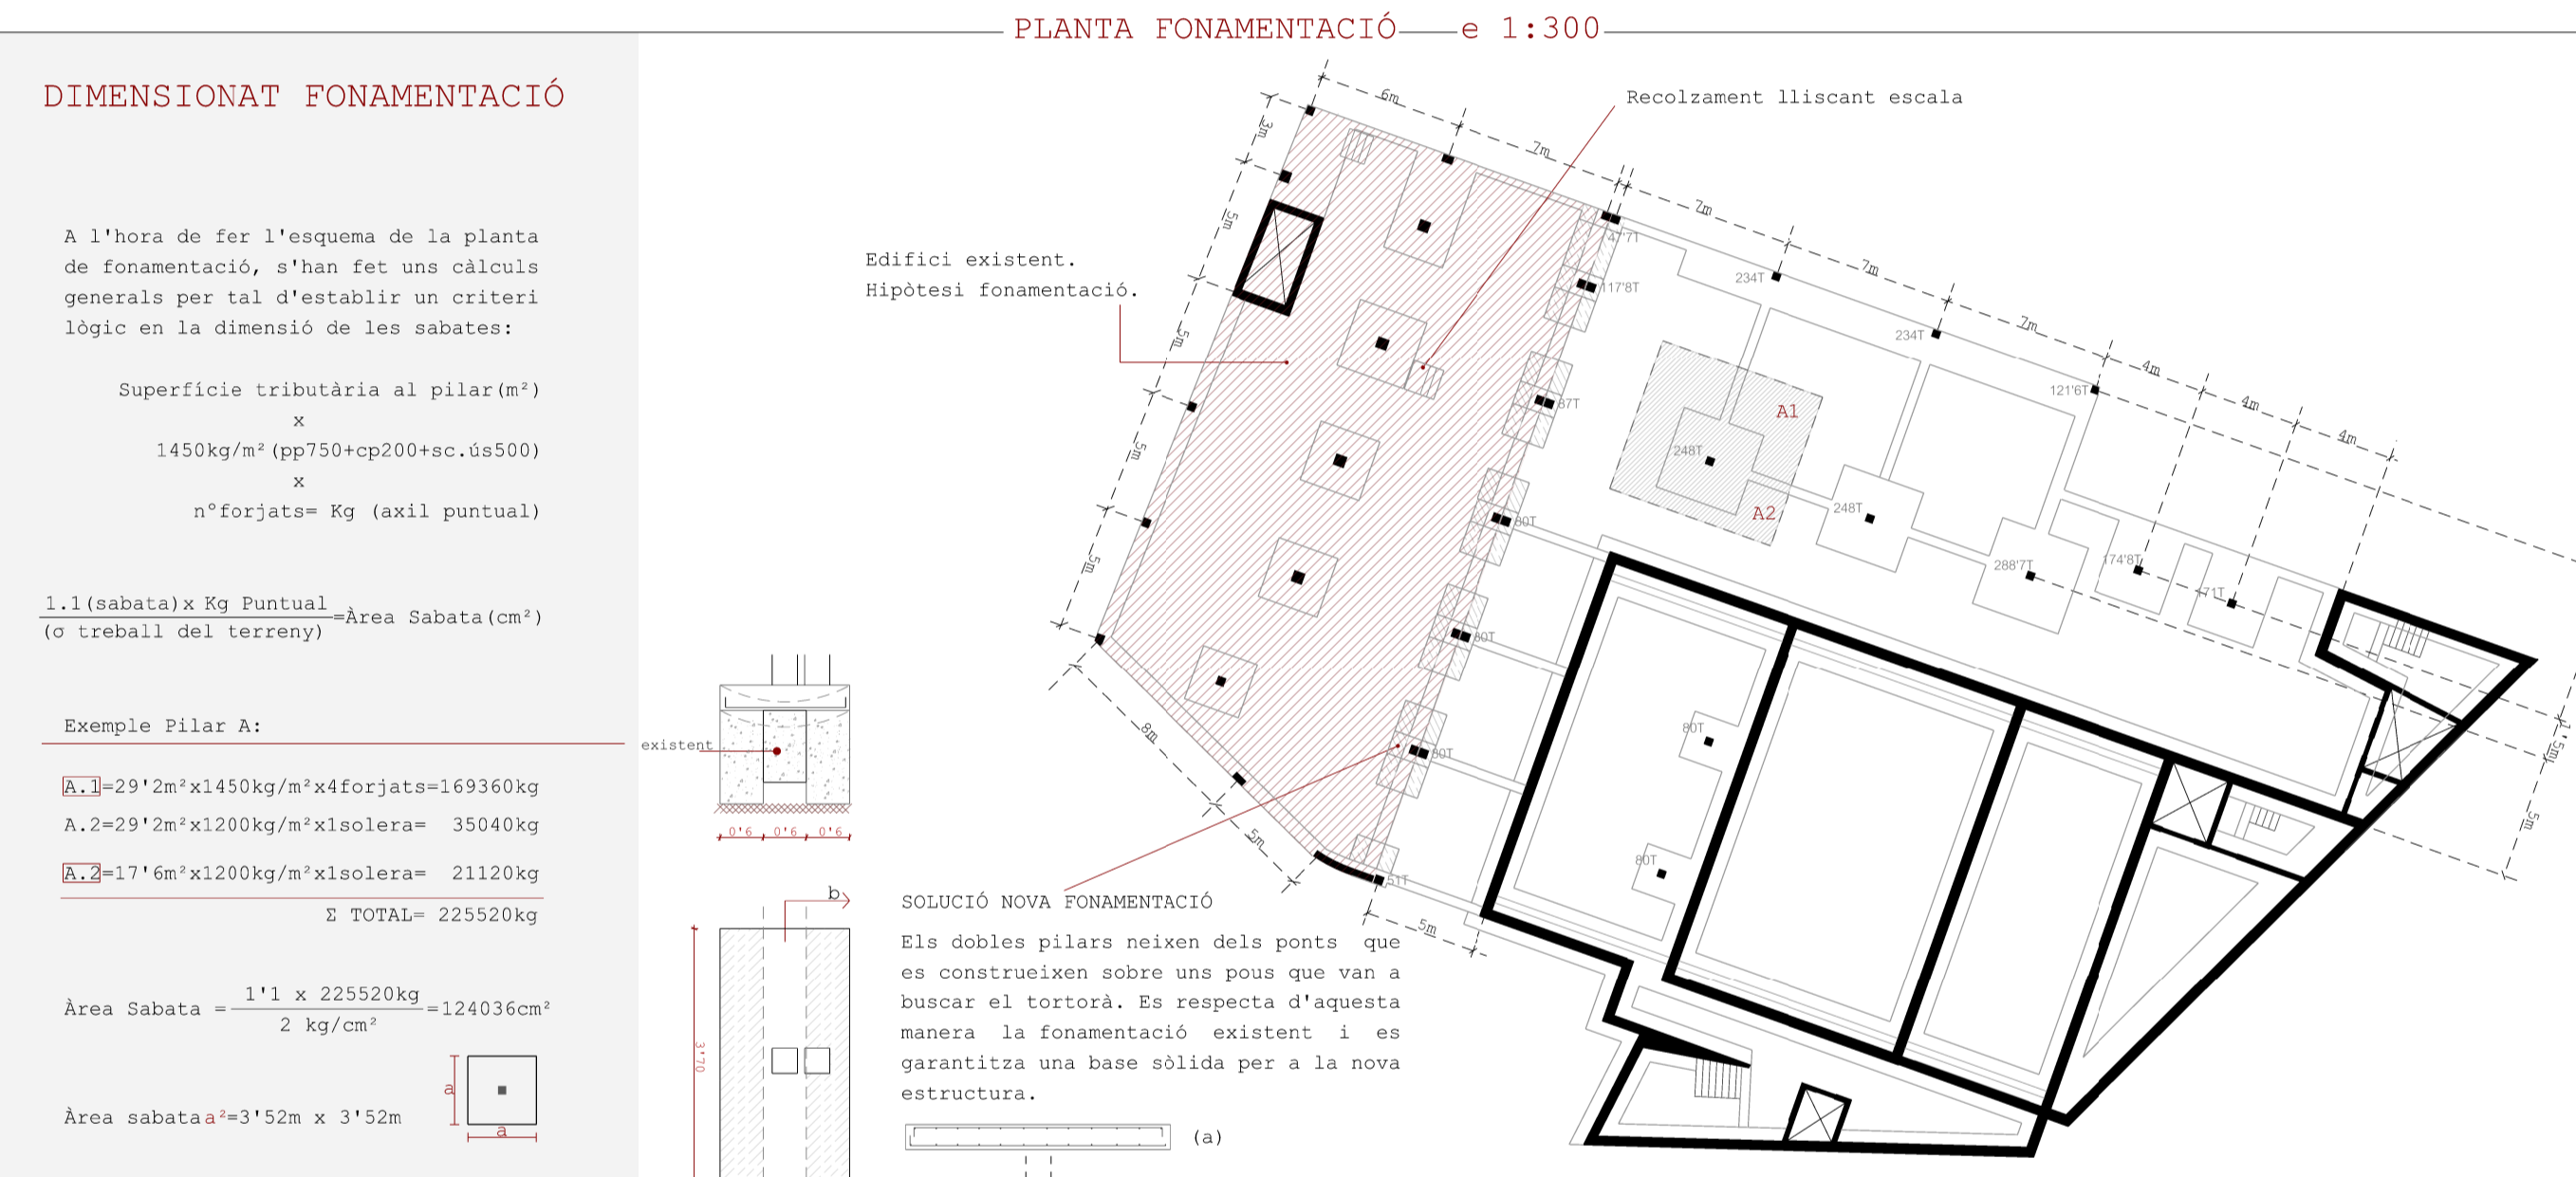 PLANTA FONAMENTACIÓ e 1:300
DIMENSIONAT FONAMENTACIÓ
A l'hora de fer l'esquema de la planta
de fonamentació, s'han fet uns càlculs
generals per tal d'establir un criteri
lògic en la dimensió de les sabates:
Superfície tributària al pilar(m²)
x
1450kg/m²(pp750+cp200+sc.ús500)
x
nºforjats= Kg (axil puntual)
1.1(sabata)x Kg Puntual
(σ treball del terreny)
=Àrea Sabata(cm²)
Exemple Pilar A:
A.1=29'2m²x1450kg/m²x4forjats=169360kg
A.2=29'2m²x1200kg/m²x1solera= 35040kg
A.2=17'6m²x1200kg/m²x1solera= 21120kg
Σ TOTAL= 225520kg
Àrea Sabata =
1'1 x 225520kg
2 kg/cm²
=124036cm²
Àrea sabata a²=3'52m x 3'52m
a
a
existent
0'6 0'6 0'6
b
3'70
Edifici existent.
Hipòtesi fonamentació.
Recolzament lliscant escala
SOLUCIÓ NOVA FONAMENTACIÓ
Els dobles pilars neixen dels ponts que
es construeixen sobre uns pous que van a
buscar el tortorà. Es respecta d'aquesta
manera la fonamentació existent i es
garantitza una base sòlida per a la nova
estructura.
(a)
6m
7m
7m
7m
7m
4m
4m
4m
3m
5m
5m
5m
5m
8m
5m
5m
1'5m
5m
47'7T
117'8T
87T
80T
80T
80T
51T
234T
234T
121'6T
A1
A2
248T
248T
288'7T
174'8T
171T
80T
80T